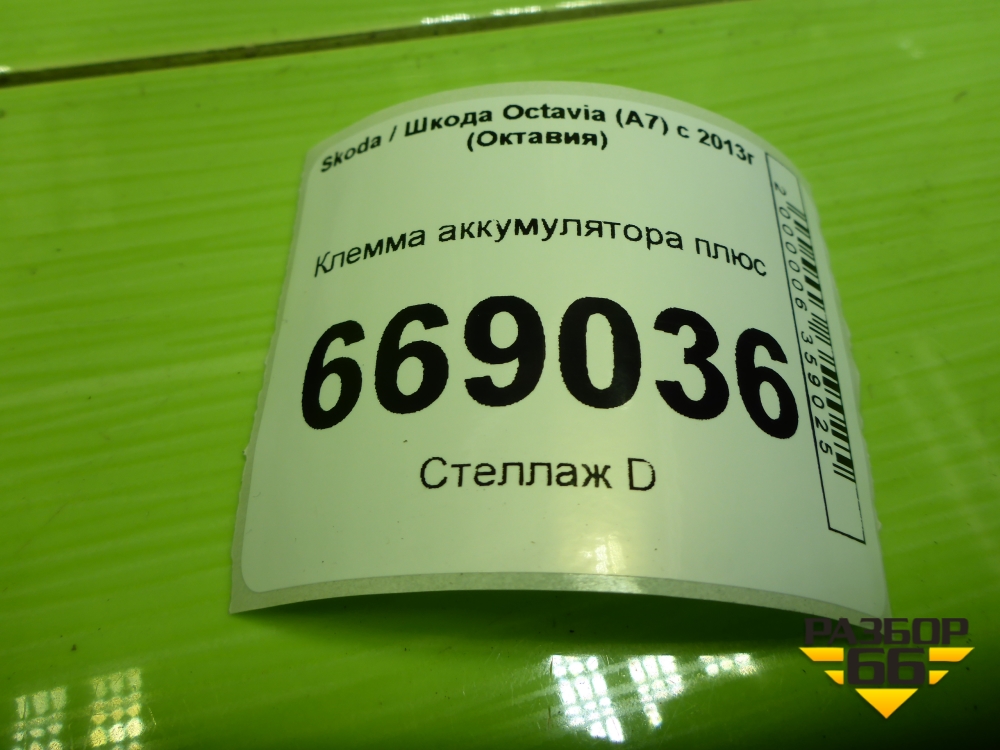 Skoda / Шкода Octavia (A7) с 2013г
(Октавия)
Клемма аккумулятора плюс
669036
Стеллаж D
2000006359025
РАЗБОР
66